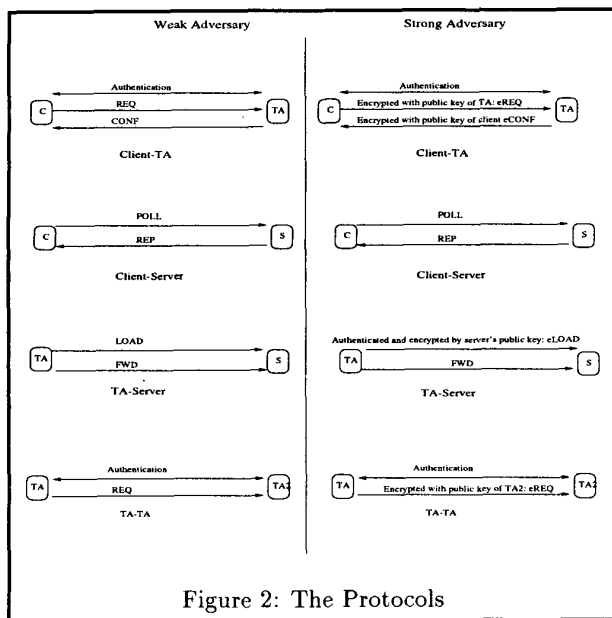 Weak Adversary
Strong Adversary
Authentication
REQ
CONF
C
TA
Client-TA
Authentication
Encrypted with public key of TA: eREQ
Encrypted with public key of client eCONF
C
TA
Client-TA
POLL
REP
C
S
Client-Server
POLL
REP
C
S
Client-Server
LOAD
FWD
TA
S
TA-Server
Authenticated and encrypted by server's public key: eLOAD
FWD
TA
S
TA-Server
Authentication
REQ
TA
TA2
TA-TA
Authentication
Encrypted with public key of TA2: eREQ
TA
TA2
TA-TA
Figure 2: The Protocols